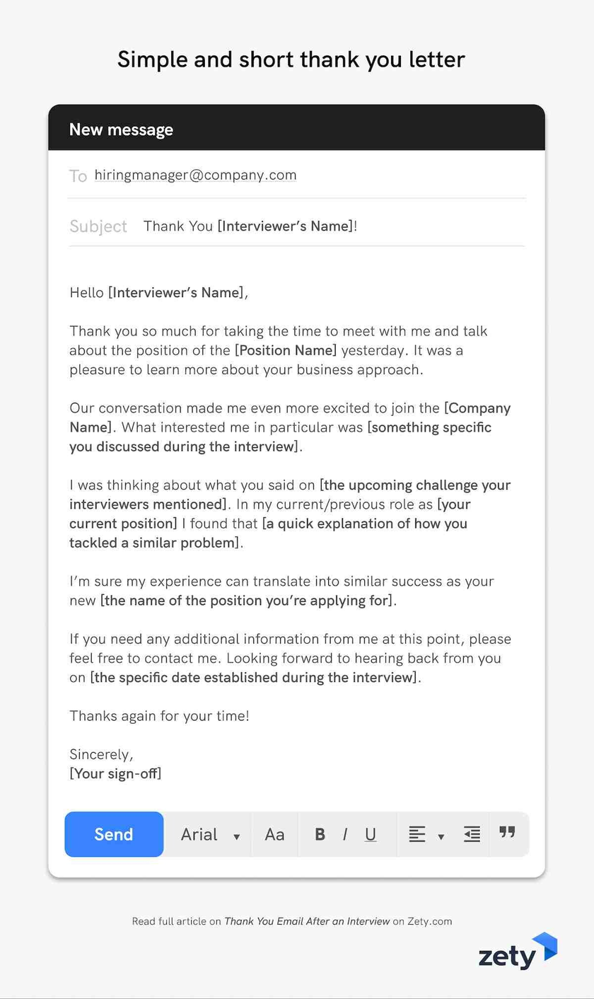 Simple and short thank you letter
New message
To hiringmanager@company.com
Subject Thank You [Interviewer’s Name]!
Hello [Interviewer’s Name],
Thank you so much for taking the time to meet with me and talk
about the position of the [Position Name] yesterday. It was a
pleasure to learn more about your business approach.
Our conversation made me even more excited to join the [Company
Name]. What interested me in particular was [something specific
you discussed during the interview].
I was thinking about what you said on [the upcoming challenge your
interviewers mentioned]. In my current/previous role as [your
current position] I found that [a quick explanation of how you
tackled a similar problem].
I’m sure my experience can translate into similar success as your
new [the name of the position you’re applying for].
If you need any additional information from me at this point, please
feel free to contact me. Looking forward to hearing back from you
on [the specific date established during the interview].
Thanks again for your time!
Sincerely,
[Your sign-off]
Send Arial Aa B I U
Read full article on Thank You Email After an Interview on Zety.com
zety